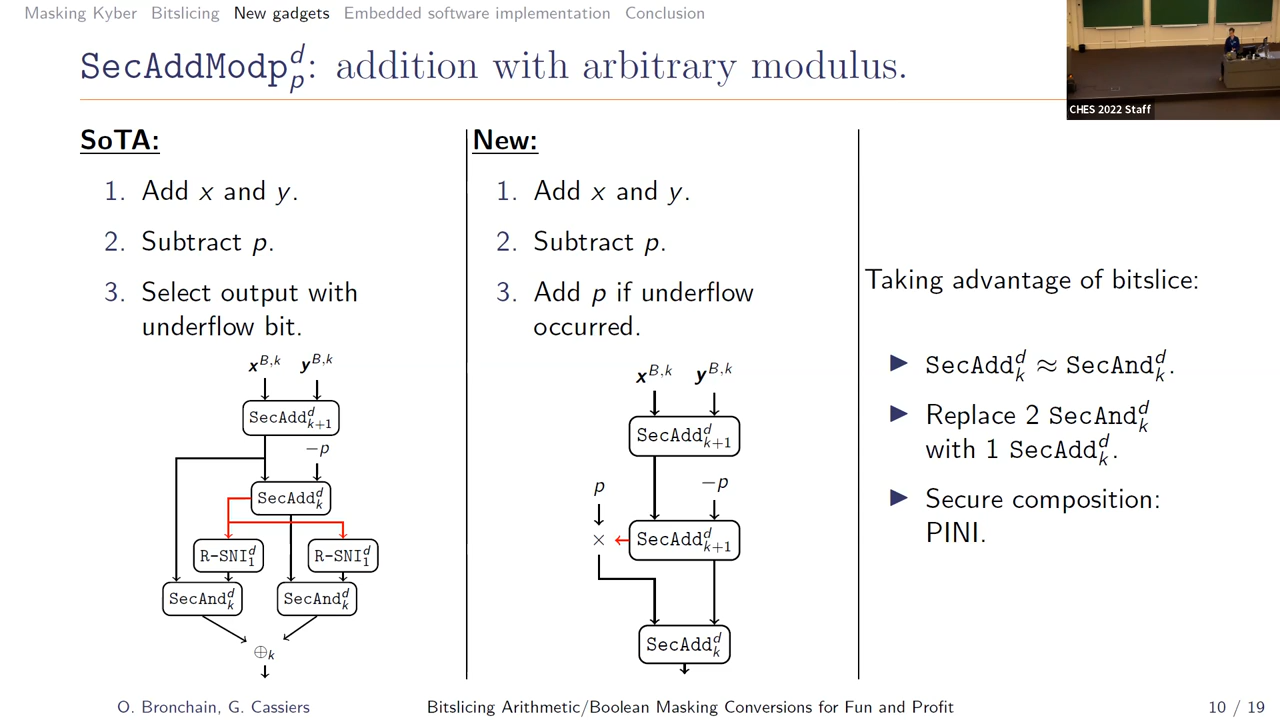 Masking Kyber Bitslicing New gadgets Embedded software implementation Conclusion
SecAddModp^d_p: addition with arbitrary modulus.
CHES 2022 Staff
SoTA:
1. Add x and y.
2. Subtract p.
3. Select output with
underflow bit.
x^{B,k} y^{B,k}
SecAdd^d_{k+1}
−p
SecAdd^d_k
R-SNI^d_1 R-SNI^d_1
SecAnd^d_k SecAnd^d_k
⊕_k
New:
1. Add x and y.
2. Subtract p.
3. Add p if underflow
occurred.
x^{B,k} y^{B,k}
SecAdd^d_{k+1}
p −p
× SecAdd^d_{k+1}
SecAdd^d_k
Taking advantage of bitslice:
▶ SecAdd^d_k ≈ SecAnd^d_k.
▶ Replace 2 SecAnd^d_k
with 1 SecAdd^d_k.
▶ Secure composition:
PINI.
O. Bronchain, G. Cassiers Bitslicing Arithmetic/Boolean Masking Conversions for Fun and Profit 10 / 19